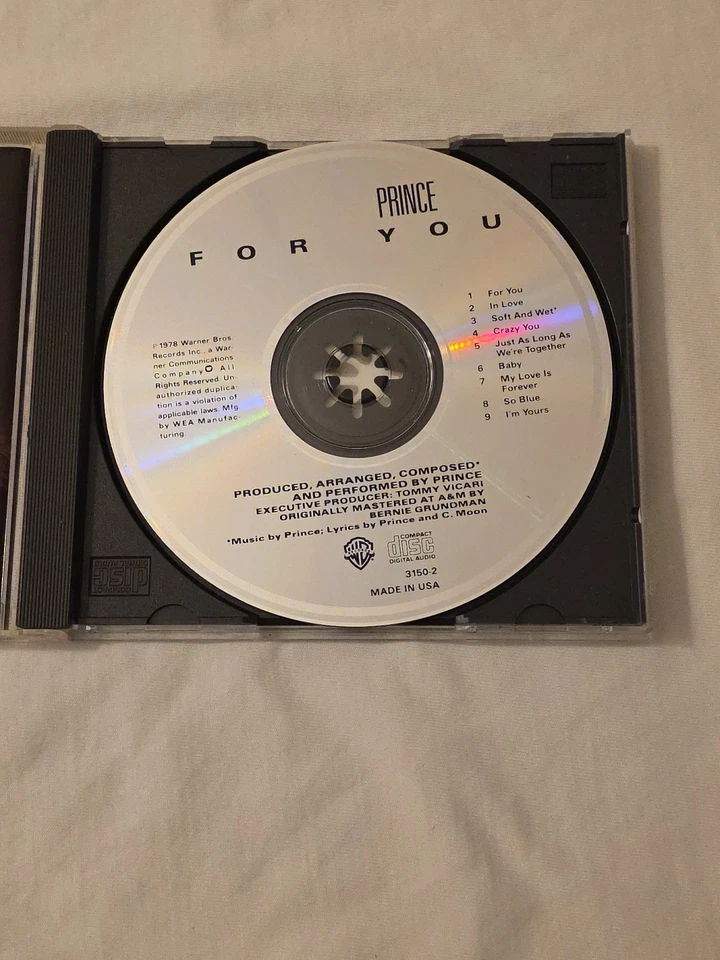 PRINCE
FOR YOU
1 For You
2 In Love
3 Soft And Wet*
4 Crazy You
5 Just As Long As
We're Together
6 Baby
7 My Love Is
Forever
8 So Blue
9 I'm Yours
℗1978 Warner Bros.
Records Inc., a War-
ner Communications
Company All
Rights Reserved. Un-
authorized duplica-
tion is a violation of
applicable laws. Mfg.
by WEA Manufac-
turing.
PRODUCED, ARRANGED, COMPOSED*
AND PERFORMED BY PRINCE
EXECUTIVE PRODUCER: TOMMY VICARI
ORIGINALLY MASTERED AT A&M BY
BERNIE GRUNDMAN
*Music by Prince; Lyrics by Prince and C. Moon
WB
COMPACT
disc
DIGITAL AUDIO
3150-2
MADE IN USA
disc